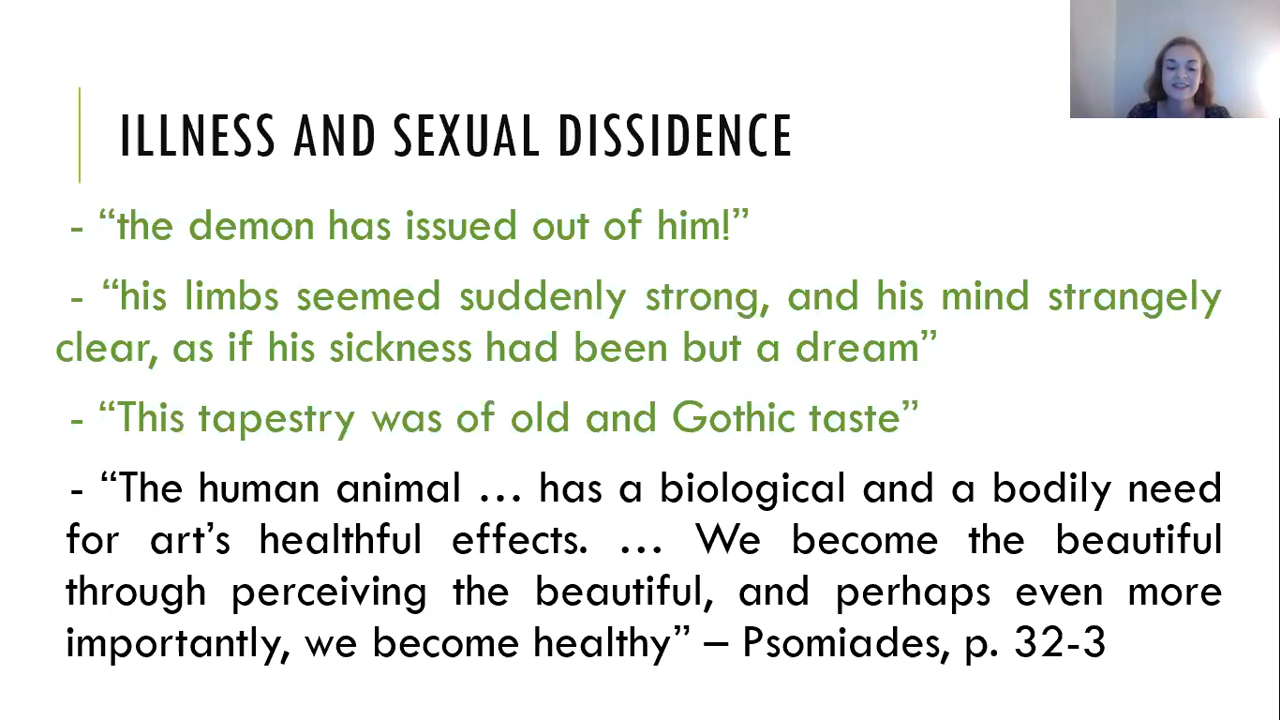 ILLNESS AND SEXUAL DISSIDENCE
- “the demon has issued out of him!”
- “his limbs seemed suddenly strong, and his mind strangely
clear, as if his sickness had been but a dream”
- “This tapestry was of old and Gothic taste”
- “The human animal … has a biological and a bodily need
for art’s healthful effects. … We become the beautiful
through perceiving the beautiful, and perhaps even more
importantly, we become healthy” – Psomiades, p. 32-3